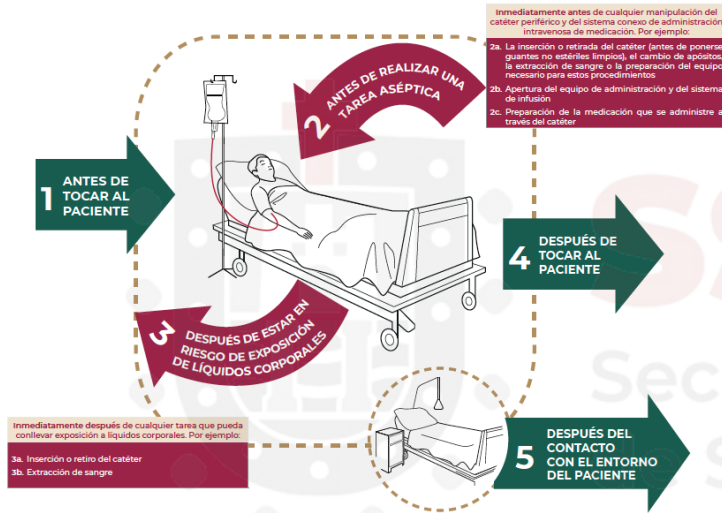 Inmediatamente antes de cualquier manipulación del
catéter periférico y del sistema conexo de administración
intravenosa de medicación. Por ejemplo:
2a. La inserción o retirada del catéter (antes de ponerse
guantes no estériles limpios), el cambio de apósitos,
la extracción de sangre o la preparación del equipo
necesario para estos procedimientos
2b. Apertura del equipo de administración y del sistema
de infusión
2c. Preparación de la medicación que se administre a
través del catéter
2 ANTES DE REALIZAR UNA
TAREA ASÉPTICA
1 ANTES DE
TOCAR AL
PACIENTE
4 DESPUÉS DE
TOCAR AL
PACIENTE
3 DESPUÉS DE ESTAR EN
RIESGO DE EXPOSICIÓN
DE LÍQUIDOS CORPORALES
Inmediatamente después de cualquier tarea que pueda
conllevar exposición a líquidos corporales. Por ejemplo:
3a. Inserción o retiro del catéter
3b. Extracción de sangre
5 DESPUÉS DEL
CONTACTO
CON EL ENTORNO
DEL PACIENTE
SS
Sec
de S